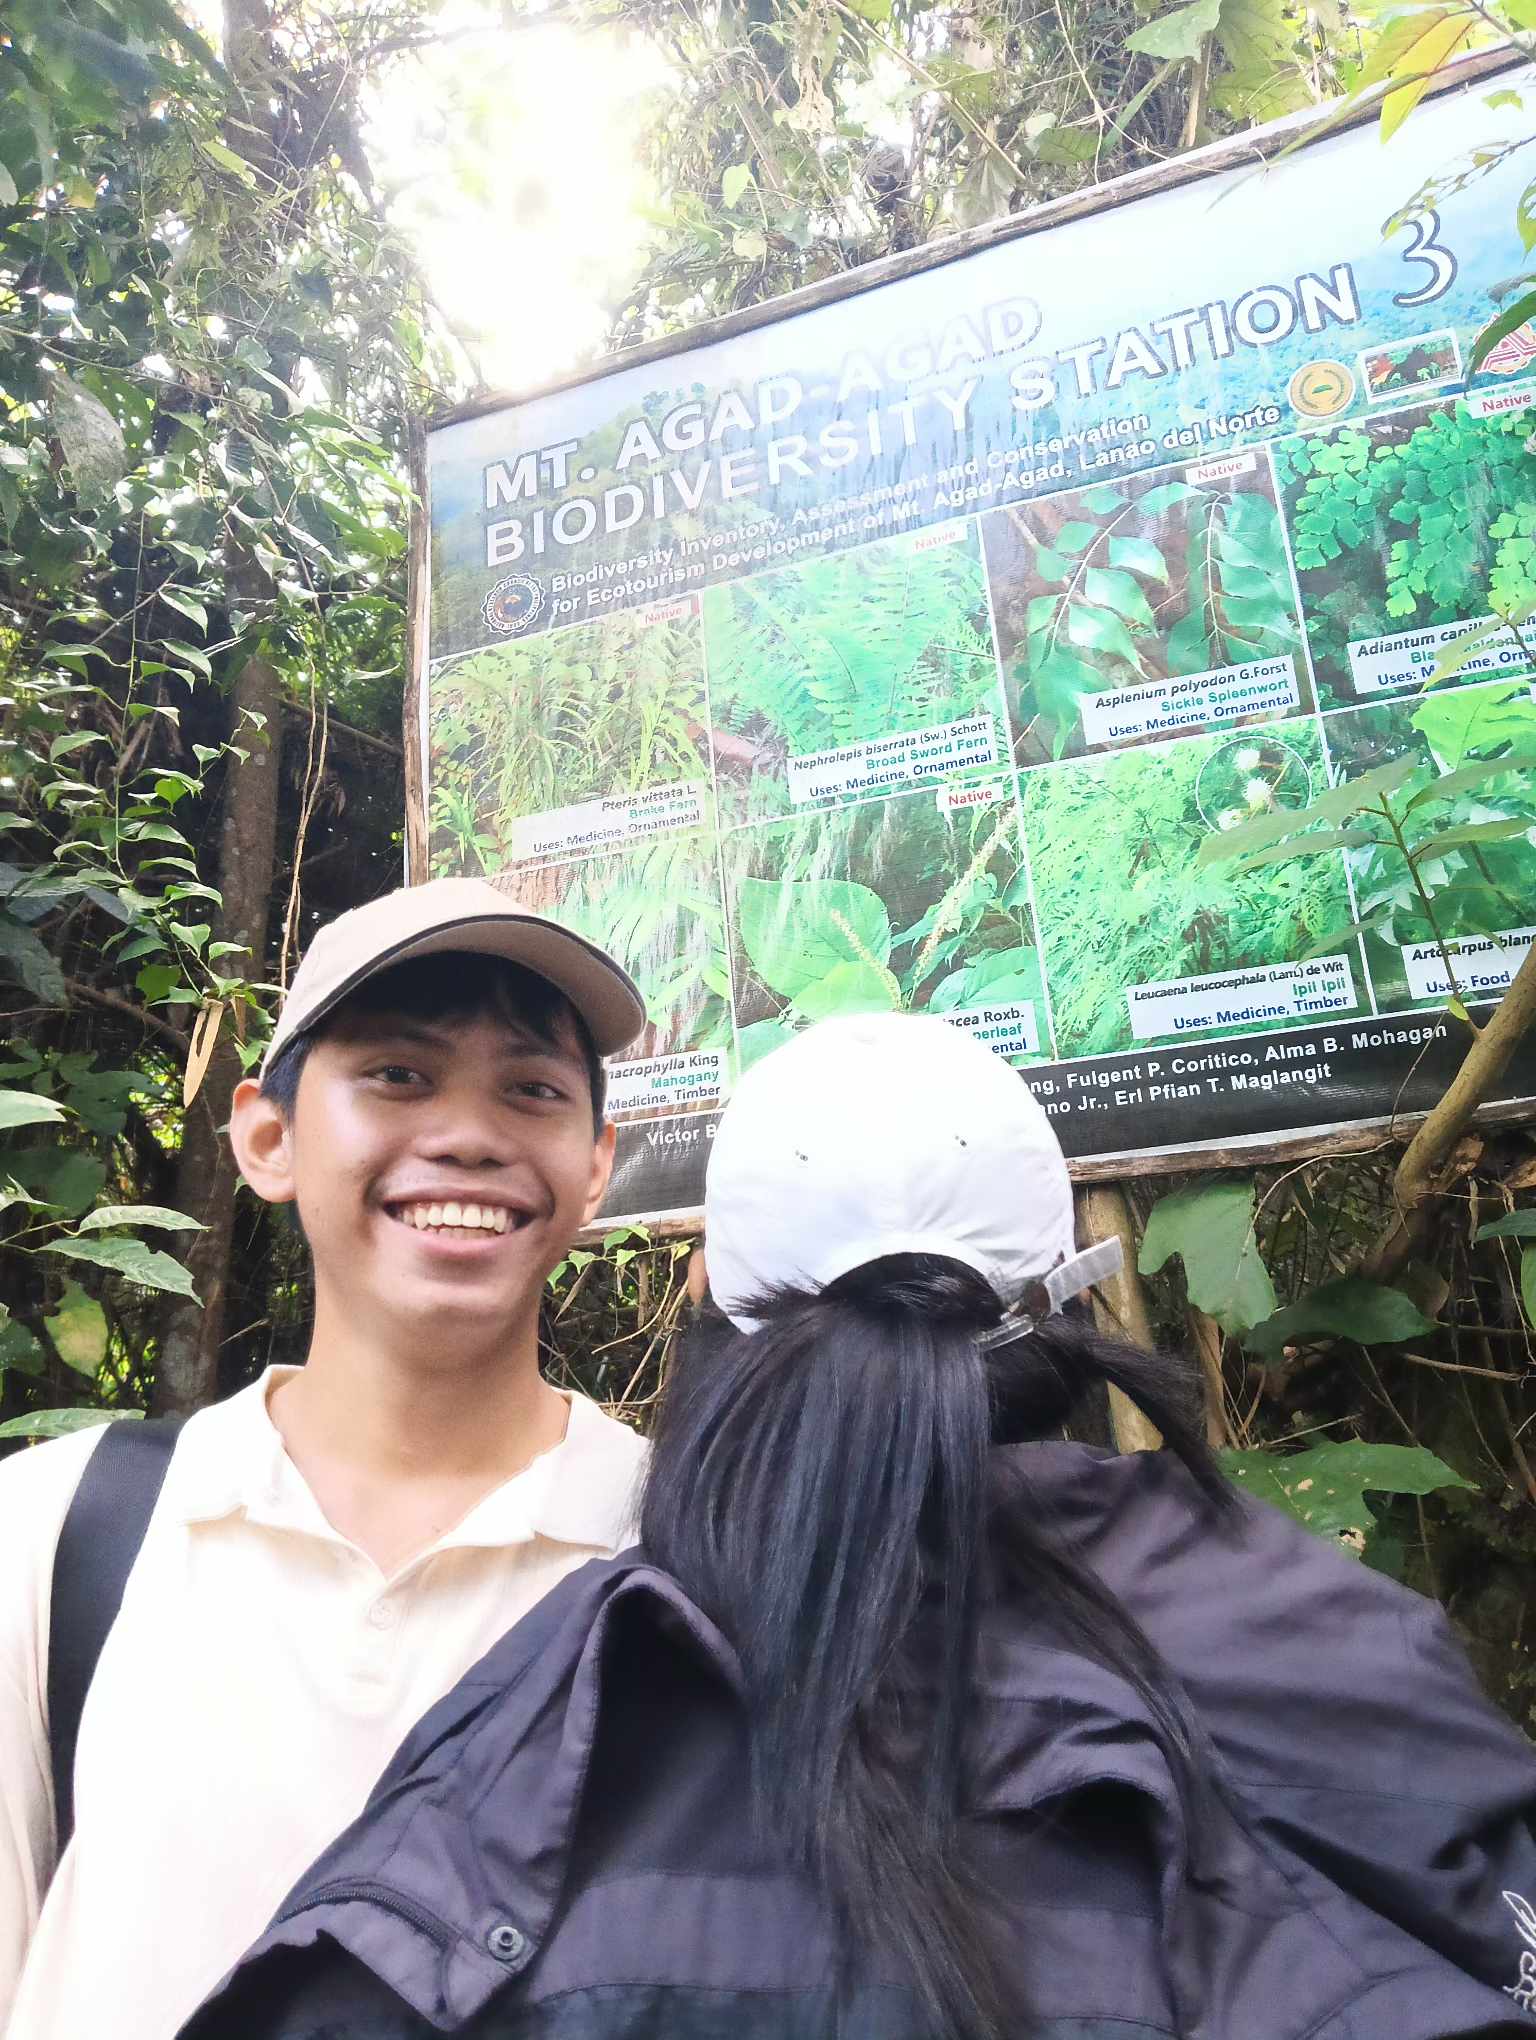 MT. AGAD-AGAD
BIODIVERSITY STATION 3
Biodiversity Inventory, Assessment and Conservation
for Ecotourism Development of Mt. Agad-Agad, Lanao del Norte
Native
Pteris vittata L.
Brake Fern
Uses: Medicine, Ornamental
Native
Nephrolepis biserrata (Sw.) Schott
Broad Sword Fern
Uses: Medicine, Ornamental
Native
Asplenium polyodon G.Forst
Sickle Spleenwort
Uses: Medicine, Ornamental
Native
Adiantum
Uses: Medicine,
macrophylla King
Mahogany
Medicine, Timber
Native
Roxb.
Leucaena leucocephala (Lam.) de Wit
Ipil Ipil
Uses: Medicine, Timber
Artocarpus
Uses: Food
Victor
Fulgent P. Coritico, Alma B. Mohagan
Jr., Erl Pfian T. Maglangit